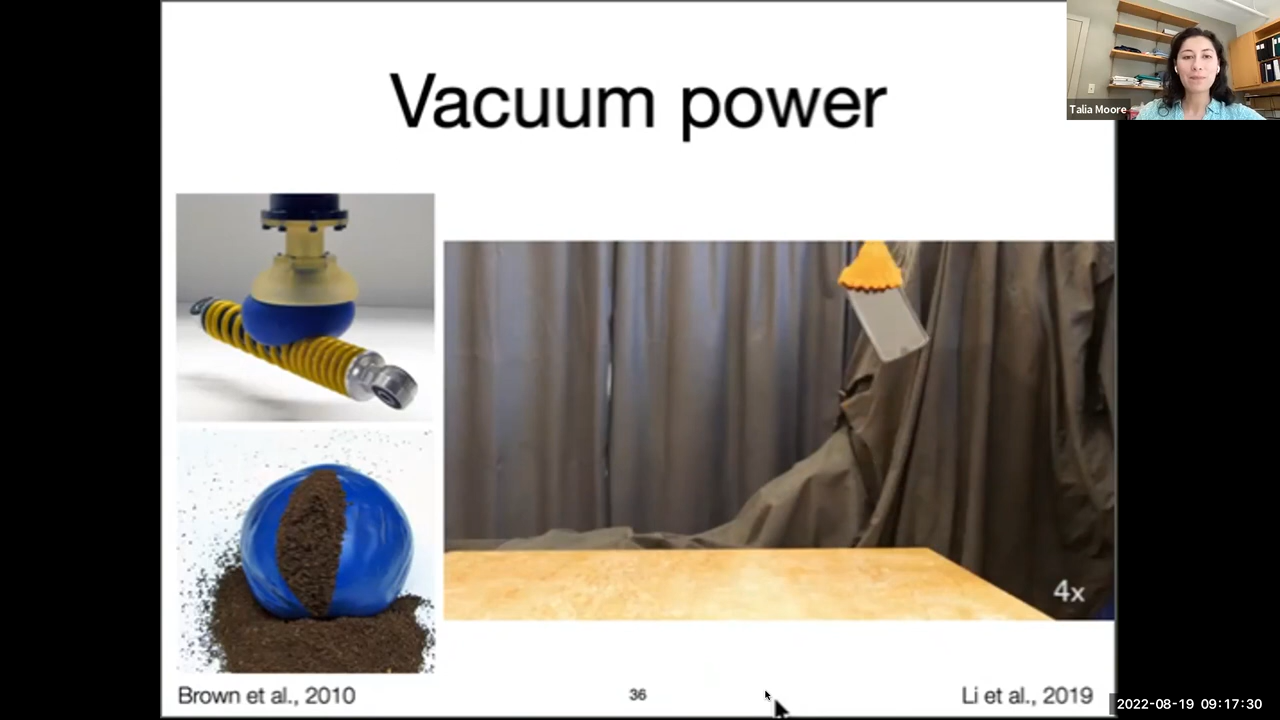 Vacuum power
Talia Moore
4x
Brown et al., 2010
36
Li et al., 2019
2022-08-19 09:17:30